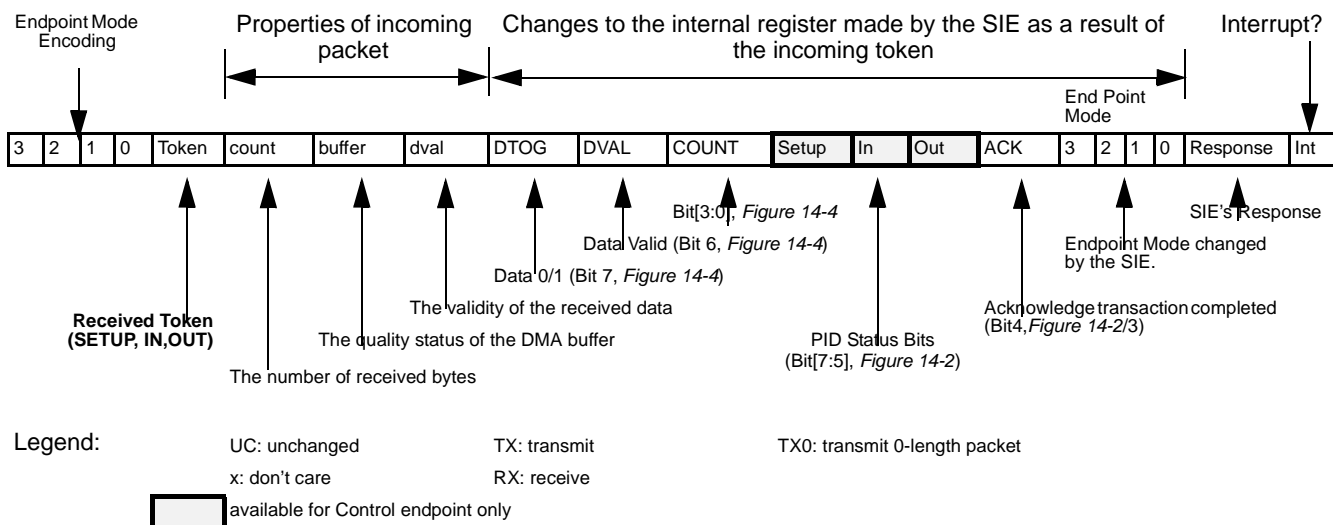 Endpoint Mode
Encoding
Properties of incoming
packet
Changes to the internal register made by the SIE as a result of
the incoming token
Interrupt?
End Point
Mode
3 2 1 0 Token count buffer dval DTOG DVAL COUNT Setup In Out ACK 3 2 1 0 Response Int
Bit[3:0], Figure 14-4
SIE's Response
Data Valid (Bit 6, Figure 14-4)
Endpoint Mode changed
by the SIE.
Data 0/1 (Bit 7, Figure 14-4)
The validity of the received data
Acknowledge transaction completed
(Bit4,Figure 14-2/3)
Received Token
(SETUP, IN,OUT)
The quality status of the DMA buffer
PID Status Bits
(Bit[7:5], Figure 14-2)
The number of received bytes
Legend:
UC: unchanged
TX: transmit
TX0: transmit 0-length packet
x: don't care
RX: receive
available for Control endpoint only